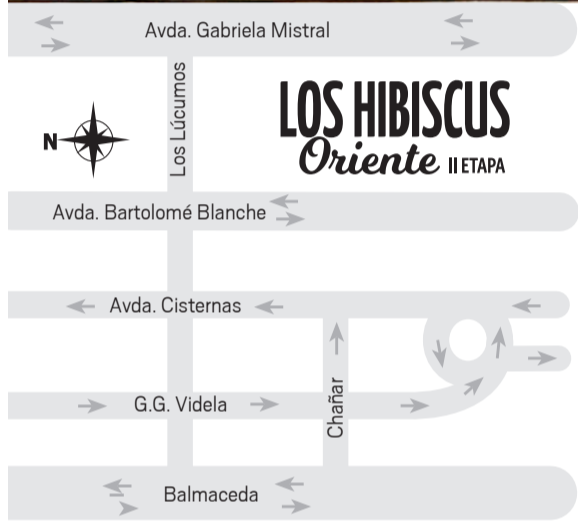 Avda. Gabriela Mistral
Los Lúcumos
LOS HIBISCUS
Oriente II ETAPA
N
Avda. Bartolomé Blanche
Avda. Cisternas
G.G. Videla
Chañar
Balmaceda